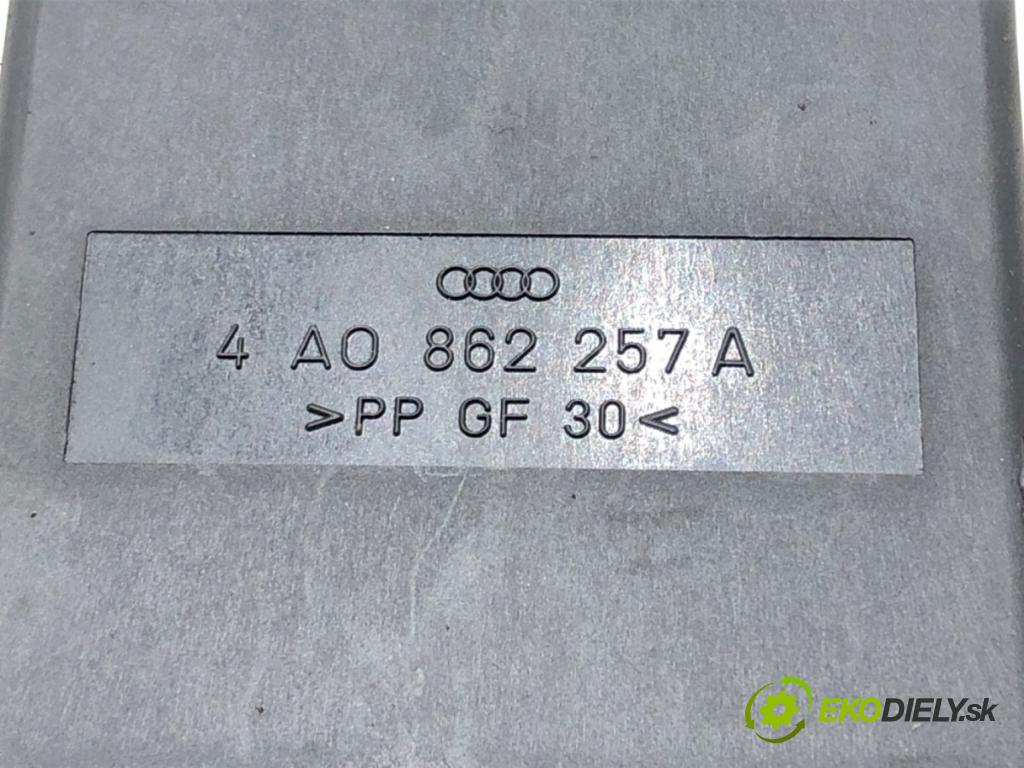 4 A0 862 257 A
>PP GF 30<
EKODIELY.sk